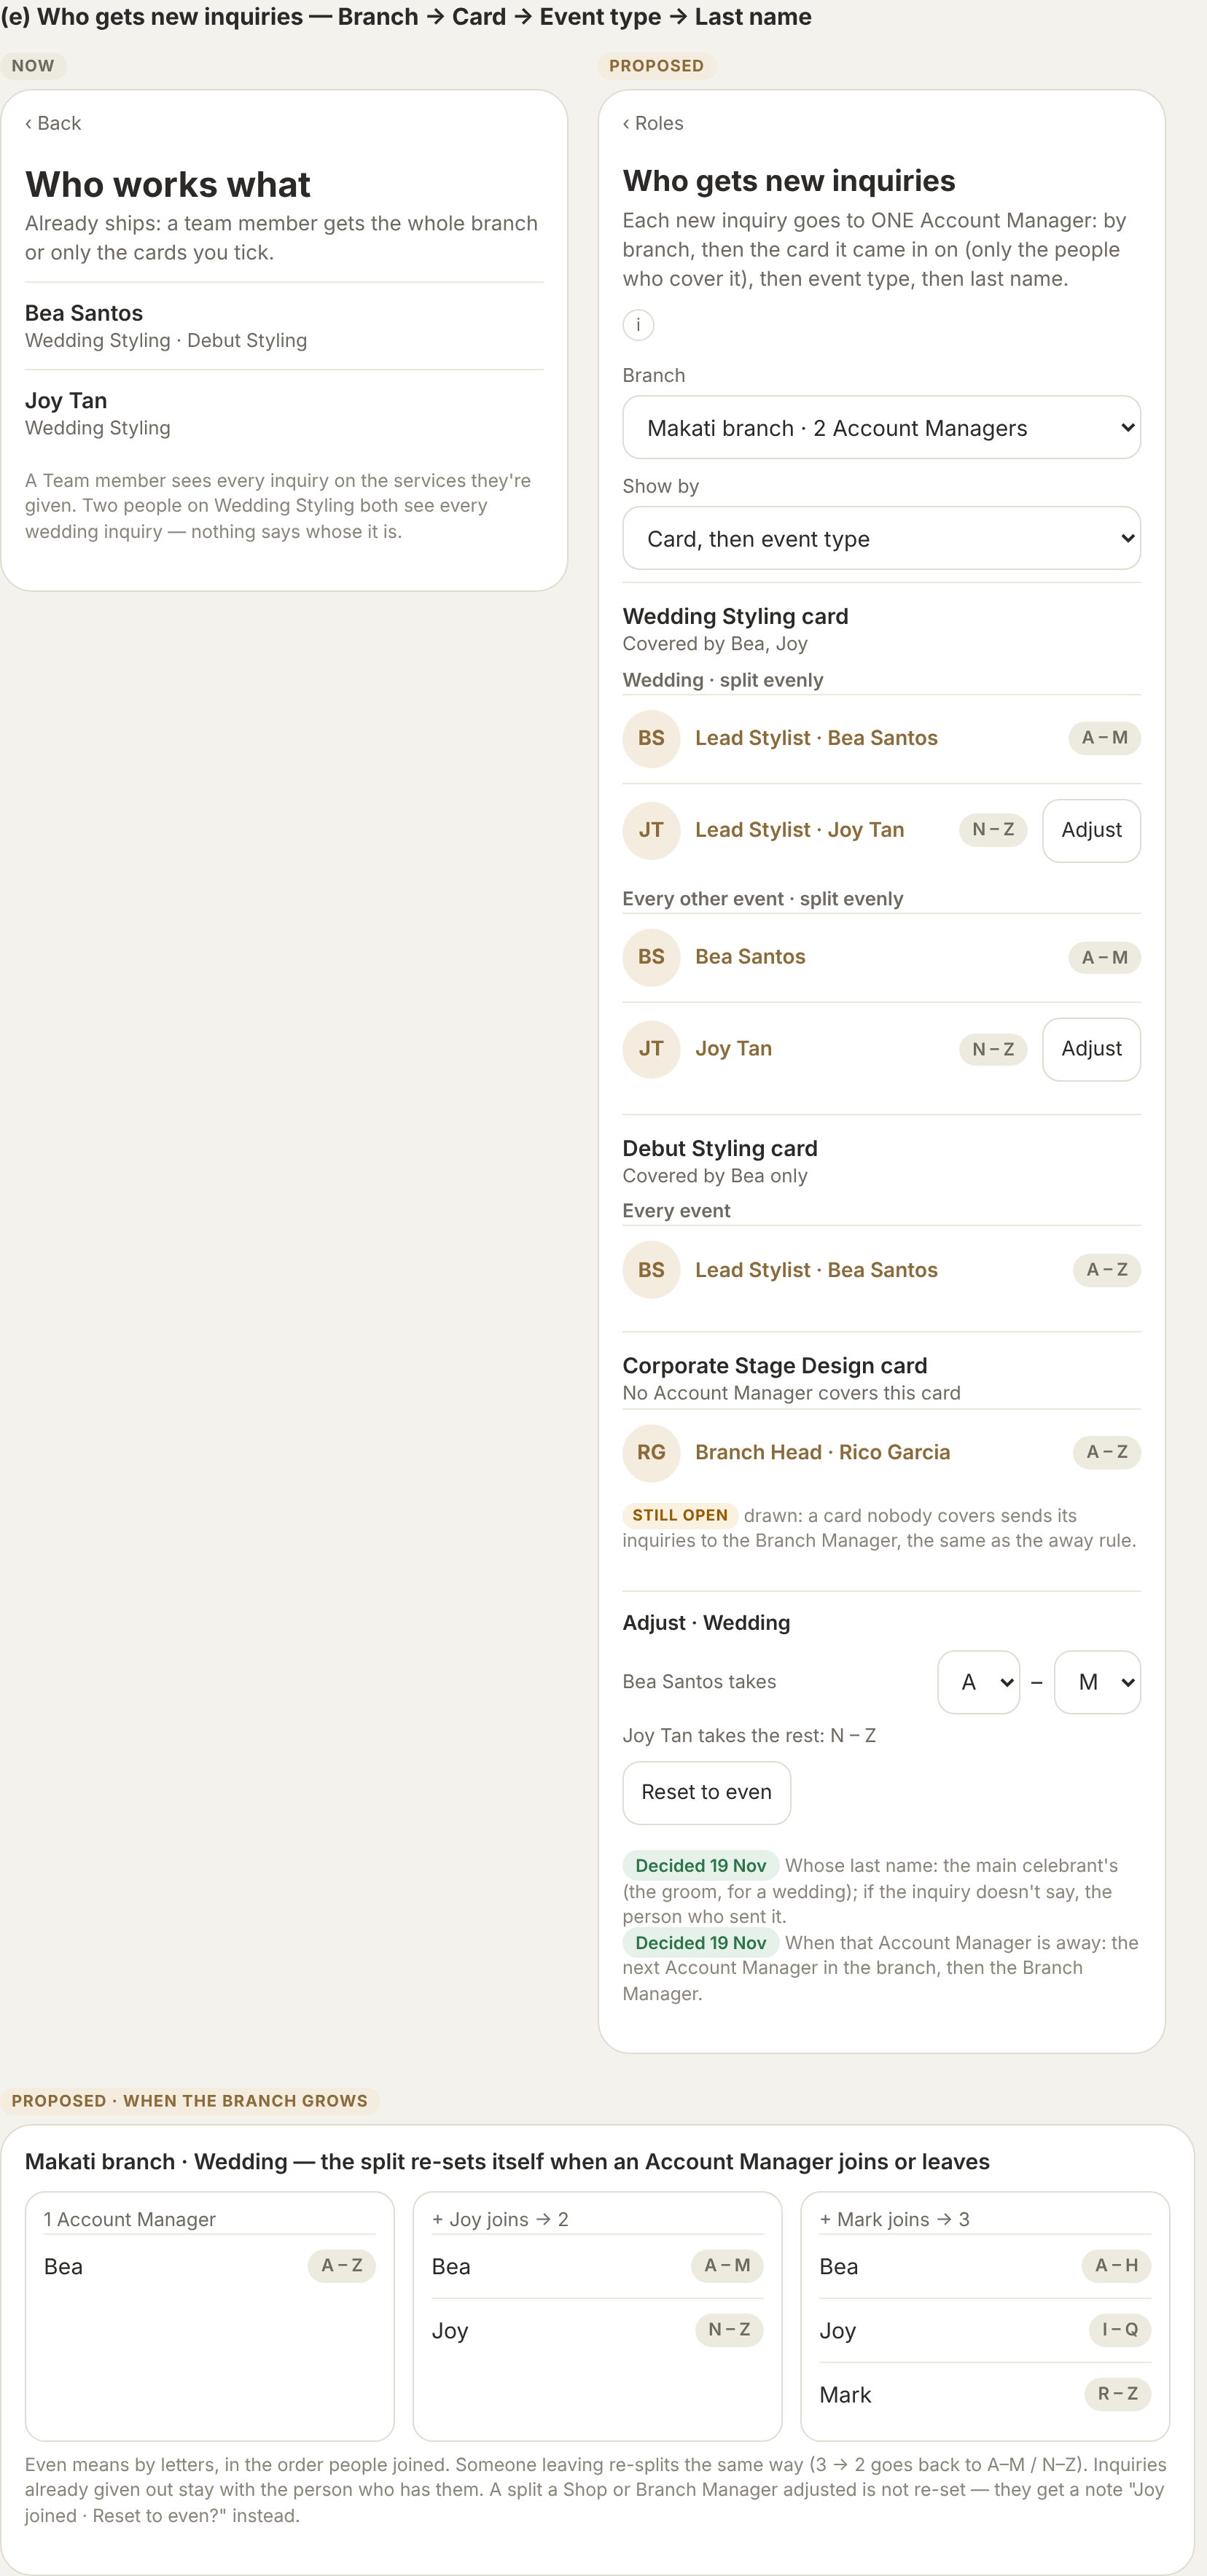 (e) Who gets new inquiries — Branch → Card → Event type → Last name
NOW
‹ Back
Who works what
Already ships: a team member gets the whole branch
or only the cards you tick.
Bea Santos
Wedding Styling · Debut Styling
Joy Tan
Wedding Styling
A Team member sees every inquiry on the services they're
given. Two people on Wedding Styling both see every
wedding inquiry — nothing says whose it is.
PROPOSED
‹ Roles
Who gets new inquiries
Each new inquiry goes to ONE Account Manager: by
branch, then the card it came in on (only the people
who cover it), then event type, then last name.
i
Branch
Makati branch · 2 Account Managers
Show by
Card, then event type
Wedding Styling card
Covered by Bea, Joy
Wedding · split evenly
BS Lead Stylist · Bea Santos A – M
JT Lead Stylist · Joy Tan N – Z Adjust
Every other event · split evenly
BS Bea Santos A – M
JT Joy Tan N – Z Adjust
Debut Styling card
Covered by Bea only
Every event
BS Lead Stylist · Bea Santos A – Z
Corporate Stage Design card
No Account Manager covers this card
RG Branch Head · Rico Garcia A – Z
STILL OPEN drawn: a card nobody covers sends its
inquiries to the Branch Manager, the same as the away rule.
Adjust · Wedding
Bea Santos takes A – M
Joy Tan takes the rest: N – Z
Reset to even
Decided 19 Nov Whose last name: the main celebrant's
(the groom, for a wedding); if the inquiry doesn't say, the
person who sent it.
Decided 19 Nov When that Account Manager is away: the
next Account Manager in the branch, then the Branch
Manager.
PROPOSED · WHEN THE BRANCH GROWS
Makati branch · Wedding — the split re-sets itself when an Account Manager joins or leaves
1 Account Manager
Bea A – Z
+ Joy joins → 2
Bea A – M
Joy N – Z
+ Mark joins → 3
Bea A – H
Joy I – Q
Mark R – Z
Even means by letters, in the order people joined. Someone leaving re-splits the same way (3 → 2 goes back to A–M / N–Z). Inquiries
already given out stay with the person who has them. A split a Shop or Branch Manager adjusted is not re-set — they get a note "Joy
joined · Reset to even?" instead.